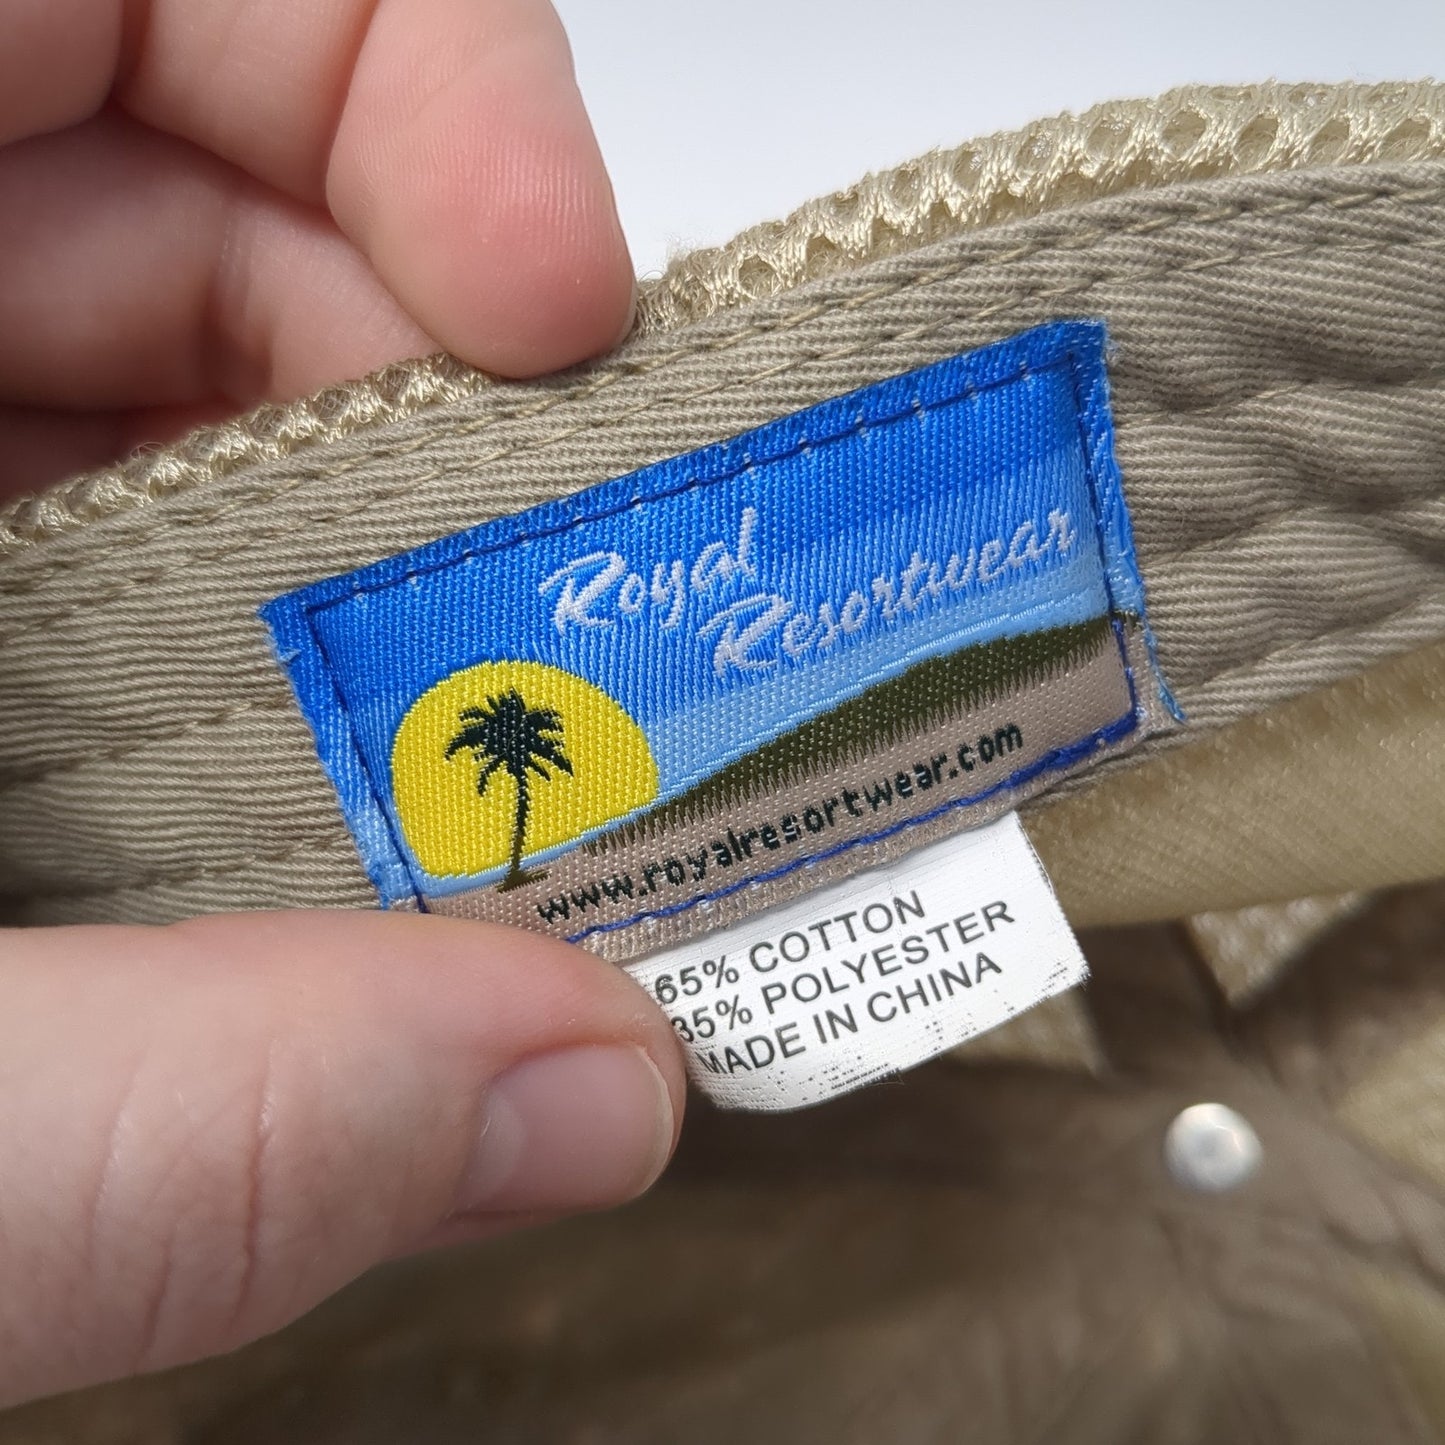 Royal
Resortwear
www.royalresortwear.com
65% COTTON
35% POLYESTER
MADE IN CHINA